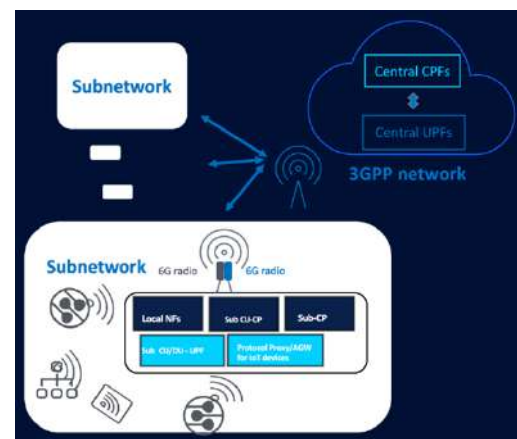 Subnetwork
Central CPFs
Central UPFs
3GPP network
Subnetwork
6G radio
6G radio
Local NFs
Sub CU-CP
Sub-CP
Sub CU/DU - UPF
Protocol Proxy/AGW
for IoT devices